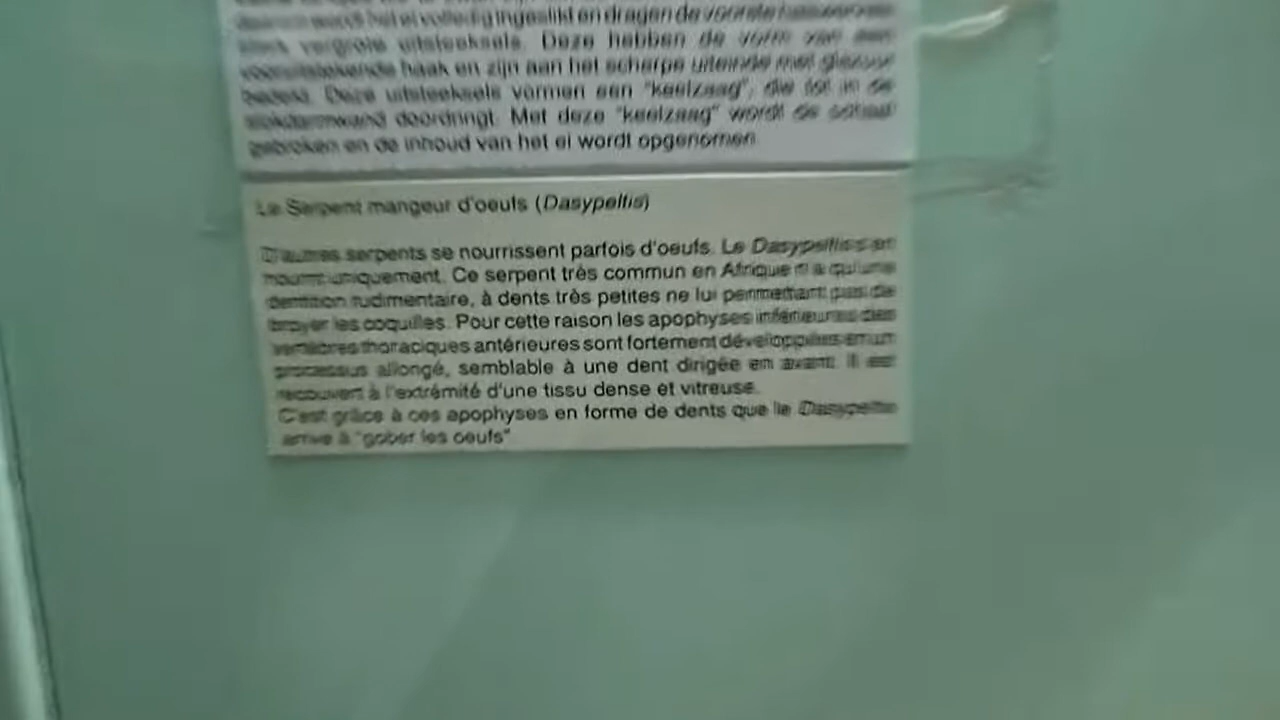 daarom wordt het ei volledig ingeslikt en dragen de voorste
sterk vergrote uitsteeksels. Deze hebben de vorm van een
vooruitstekende haak en zijn aan het scherpe uiteinde met glazuur
bedekt. Deze uitsteeksels vormen een "keelzaag", die tot in de
slokdarmwand doordringt. Met deze "keelzaag" wordt de schaal
gebroken en de inhoud van het ei wordt opgenomen.
Le Serpent mangeur d'oeufs (Dasypeltis)
D'autres serpents se nourrissent parfois d'oeufs. Le Dasypeltis s'en
nourrit uniquement. Ce serpent très commun en Afrique n'a qu'une
dentition rudimentaire, à dents très petites ne lui permettant pas de
broyer les coquilles. Pour cette raison les apophyses inférieures des
vertèbres thoraciques antérieures sont fortement développées en un
processus allongé, semblable à une dent dirigée en avant. Il est
recouvert à l'extrémité d'une tissu dense et vitreuse.
C'est grâce à ces apophyses en forme de dents que le Dasypeltis
arrive à "gober les oeufs"